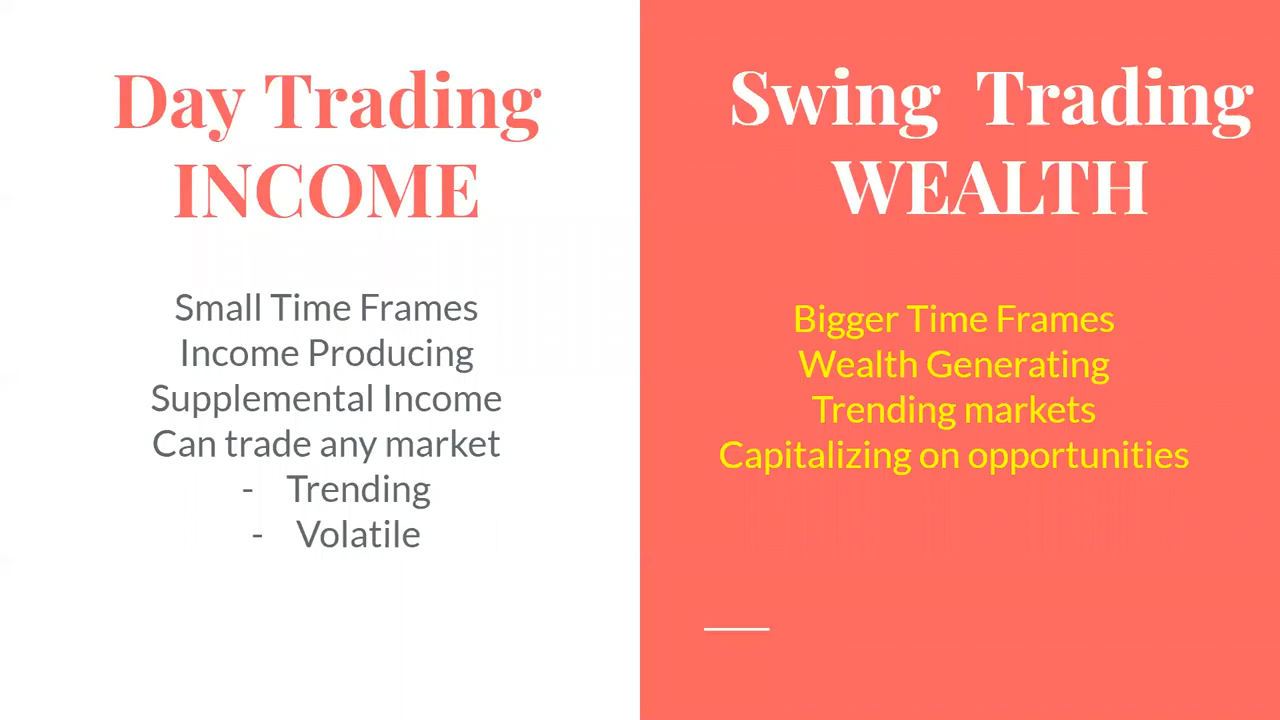 Day Trading
INCOME
Small Time Frames
Income Producing
Supplemental Income
Can trade any market
- Trending
- Volatile
Swing Trading
WEALTH
Bigger Time Frames
Wealth Generating
Trending markets
Capitalizing on opportunities